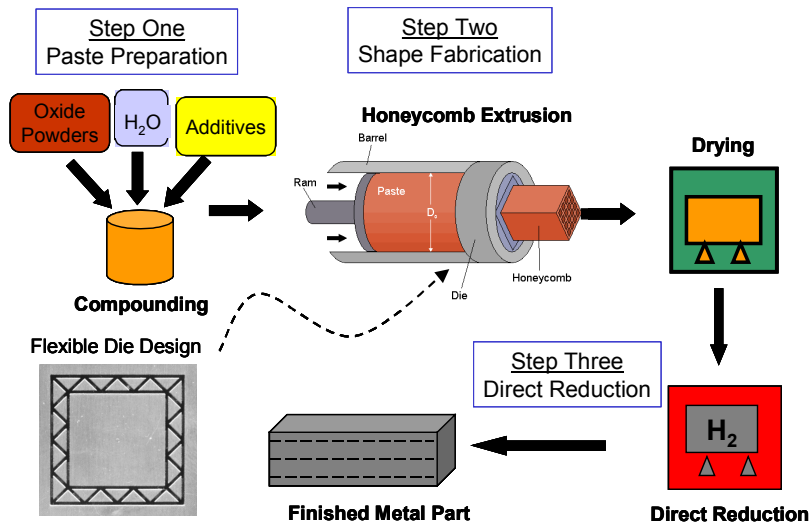 Step One
Paste Preparation
Step Two
Shape Fabrication
Oxide
Powders
H₂O
Additives
Compounding
Honeycomb Extrusion
Barrel
Ram
Paste
Dₒ
Die
Honeycomb
Drying
Flexible Die Design
Step Three
Direct Reduction
H₂
Direct Reduction
Finished Metal Part